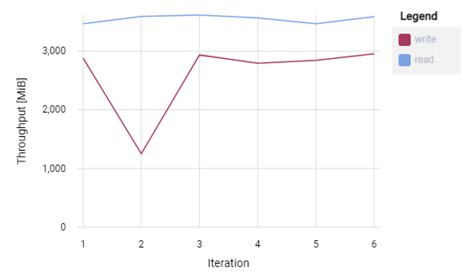 Legend
write
read
Throughput [MiB]
3,000
2,000
1,000
0
1 2 3 4 5 6
Iteration